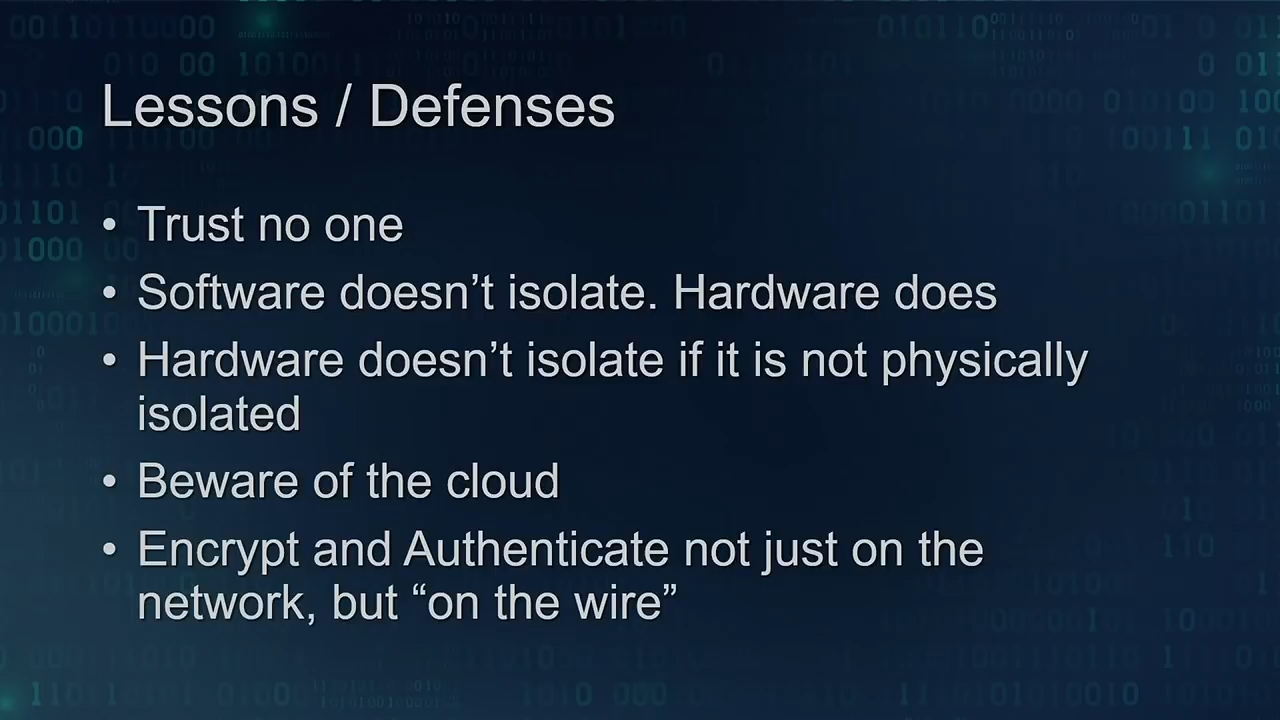 Lessons / Defenses
• Trust no one
• Software doesn’t isolate. Hardware does
• Hardware doesn’t isolate if it is not physically
isolated
• Beware of the cloud
• Encrypt and Authenticate not just on the
network, but “on the wire”